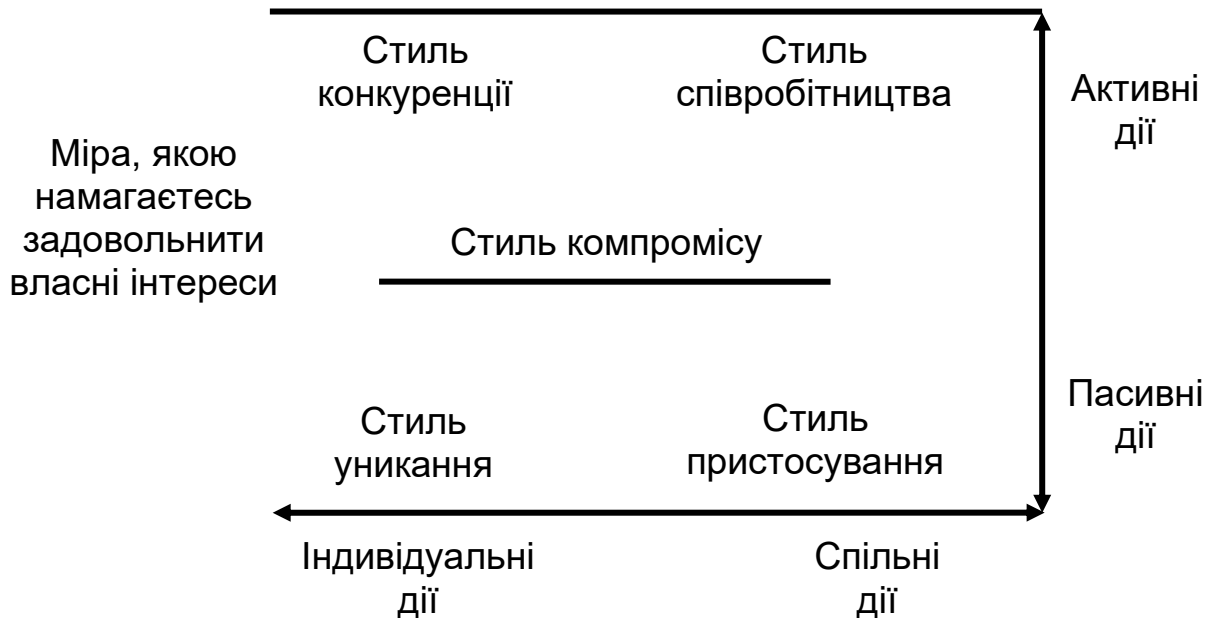 Стиль
конкуренції
Стиль
співробітництва
Активні
дії
Міра, якою
намагаєтесь
задовольнити
власні інтереси
Стиль компромісу
Пасивні
дії
Стиль
уникання
Стиль
пристосування
Індивідуальні
дії
Спільні
дії